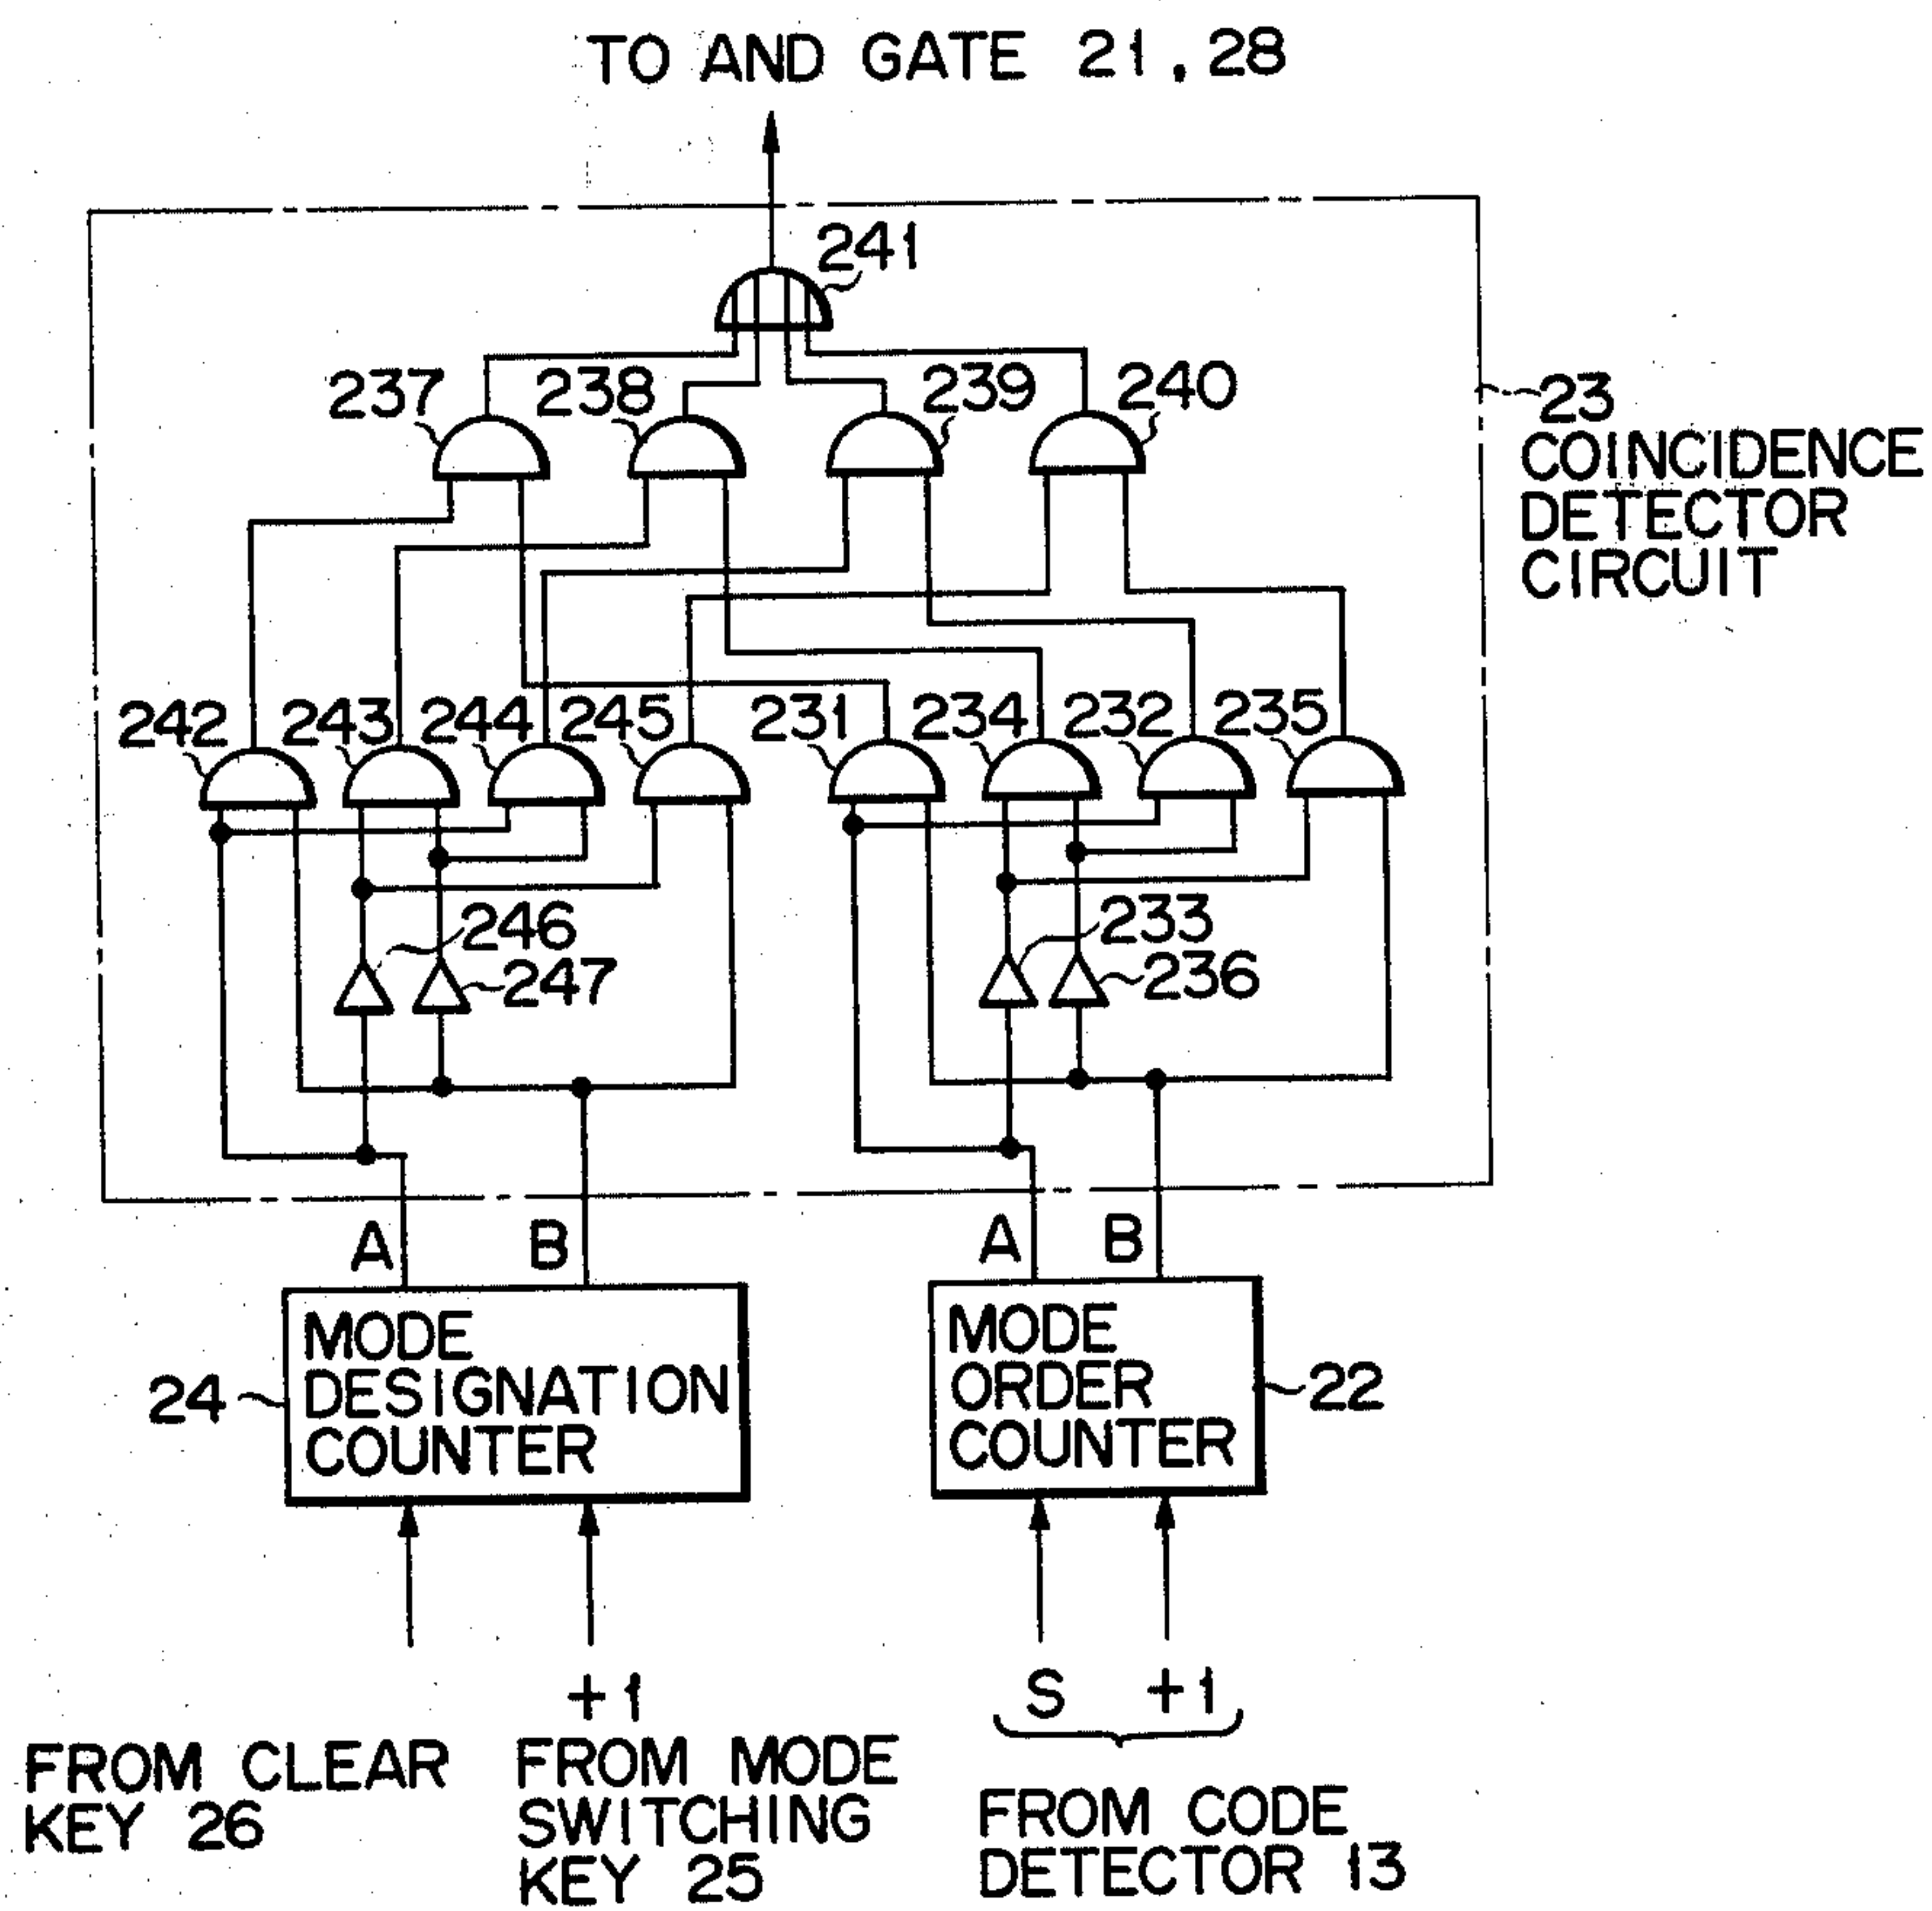 TO AND GATE 21, 28
241
237 238 239 240
23
COINCIDENCE
DETECTOR
CIRCUIT
242 243 244 245 231 234 232 235
246 233
247 236
A B A B
MODE
DESIGNATION
COUNTER
24
MODE
ORDER
COUNTER
22
+1 S +1
FROM CLEAR
KEY 26
FROM MODE
SWITCHING
KEY 25
FROM CODE
DETECTOR 13